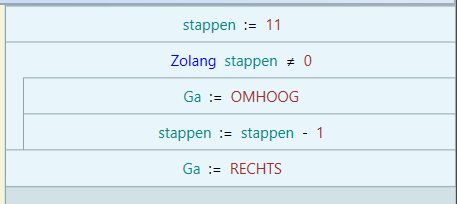 stappen := 11
Zolang stappen ≠ 0
Ga := OMHOOG
stappen := stappen - 1
Ga := RECHTS